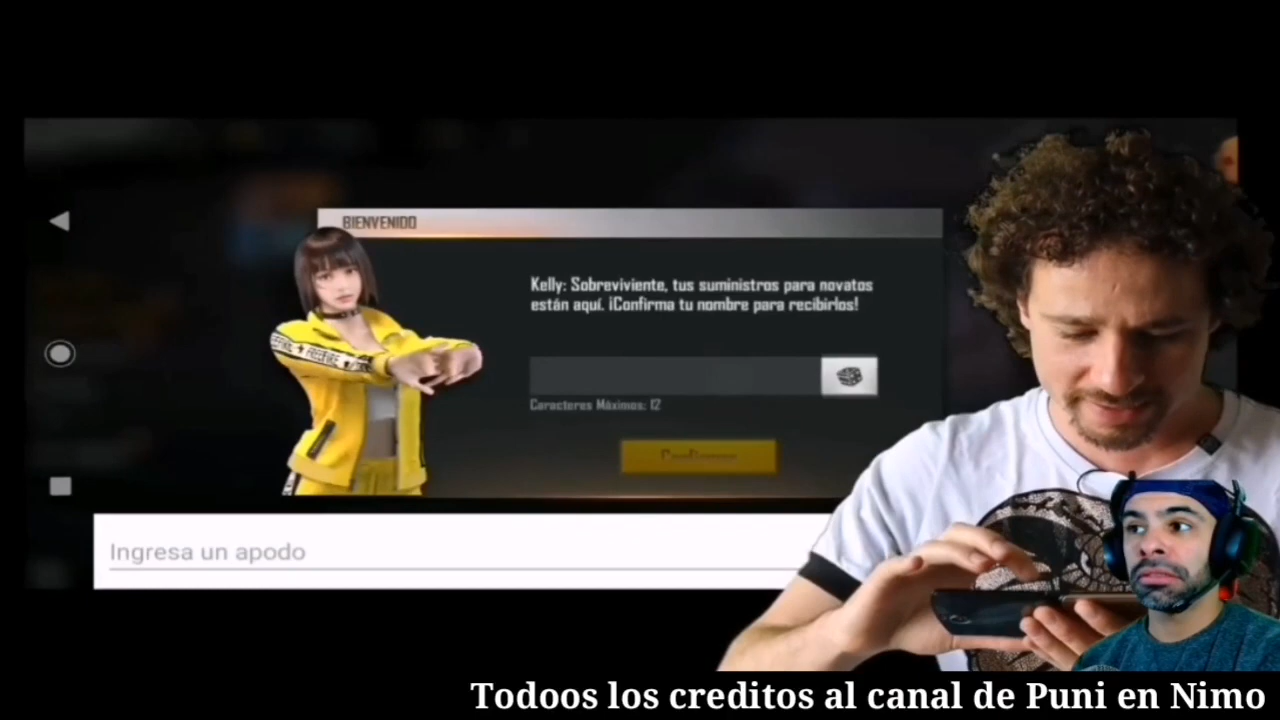 BIENVENIDO
Kelly: Sobreviviente, tus suministros para novatos
están aquí. ¡Confirma tu nombre para recibirlos!
FREEFIRE
Caracteres Máximos: 12
Ingresa un apodo
Todoos los creditos al canal de Puni en Nimo